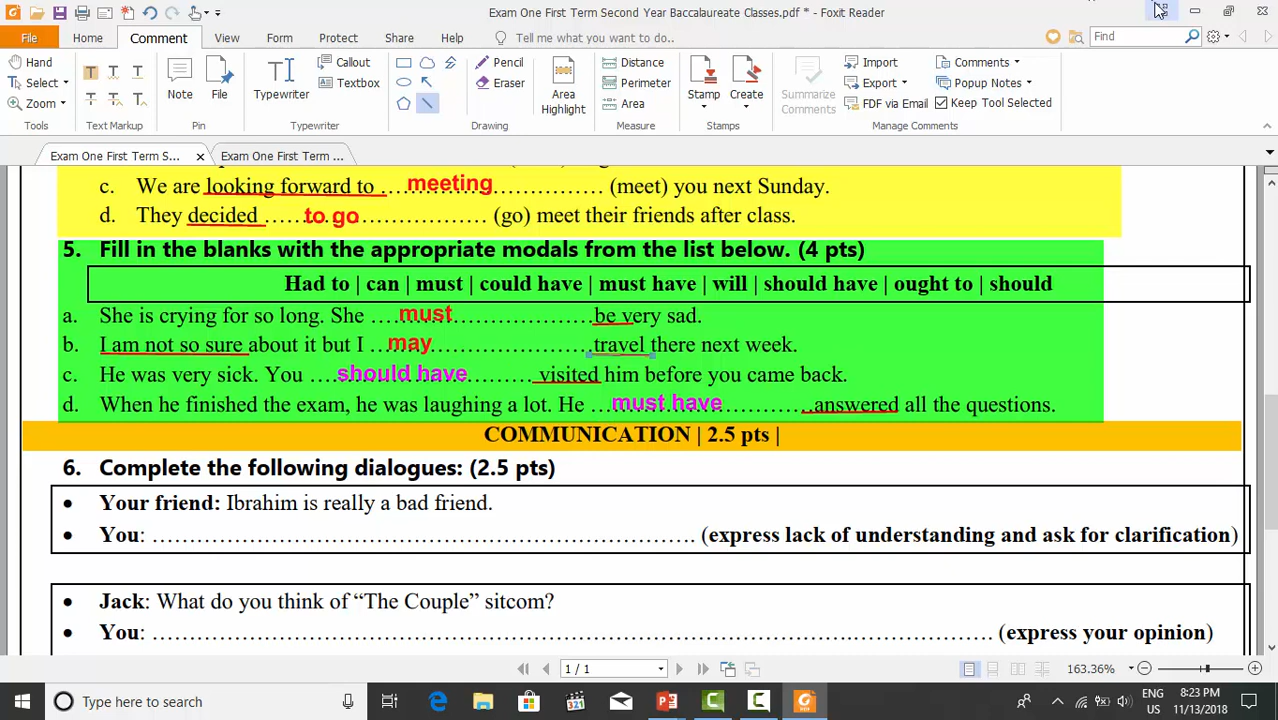 Exam One First Term Second Year Baccalaureate Classes.pdf * - Foxit Reader
File Home Comment View Form Protect Share Help Tell me what you want to do.. Find
Hand Select Zoom Tools
Text Markup
Note File Pin
Typewriter Callout Textbox Typewriter
Pencil Eraser Area Highlight Drawing
Distance Perimeter Area Measure
Stamp Create Stamps
Summarize Comments Import Export FDF via Email Comments Popup Notes Keep Tool Selected Manage Comments
Exam One First Term S... Exam One First Term ...
c. We are looking forward to ...meeting............... (meet) you next Sunday.
d. They decided ......to go................. (go) meet their friends after class.
5. Fill in the blanks with the appropriate modals from the list below. (4 pts)
Had to | can | must | could have | must have | will | should have | ought to | should
a. She is crying for so long. She ....must....................be very sad.
b. I am not so sure about it but I ...may.......................travel there next week.
c. He was very sick. You ....should have.......... visited him before you came back.
d. When he finished the exam, he was laughing a lot. He ...must have.............answered all the questions.
COMMUNICATION | 2.5 pts |
6. Complete the following dialogues: (2.5 pts)
• Your friend: Ibrahim is really a bad friend.
• You: ………………………………………………………………. (express lack of understanding and ask for clarification)
• Jack: What do you think of “The Couple” sitcom?
• You: ………………………………………………………………………………….………………. (express your opinion)
1 / 1 163.36%
Type here to search 321 ENG US 8:23 PM 11/13/2018